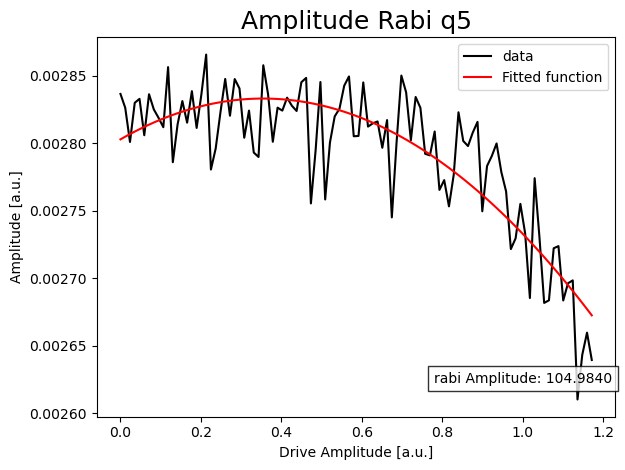 Amplitude Rabi q5
data
Fitted function
Amplitude [a.u.]
0.00285
0.00280
0.00275
0.00270
0.00265
0.00260
rabi Amplitude: 104.9840
0.0 0.2 0.4 0.6 0.8 1.0 1.2
Drive Amplitude [a.u.]